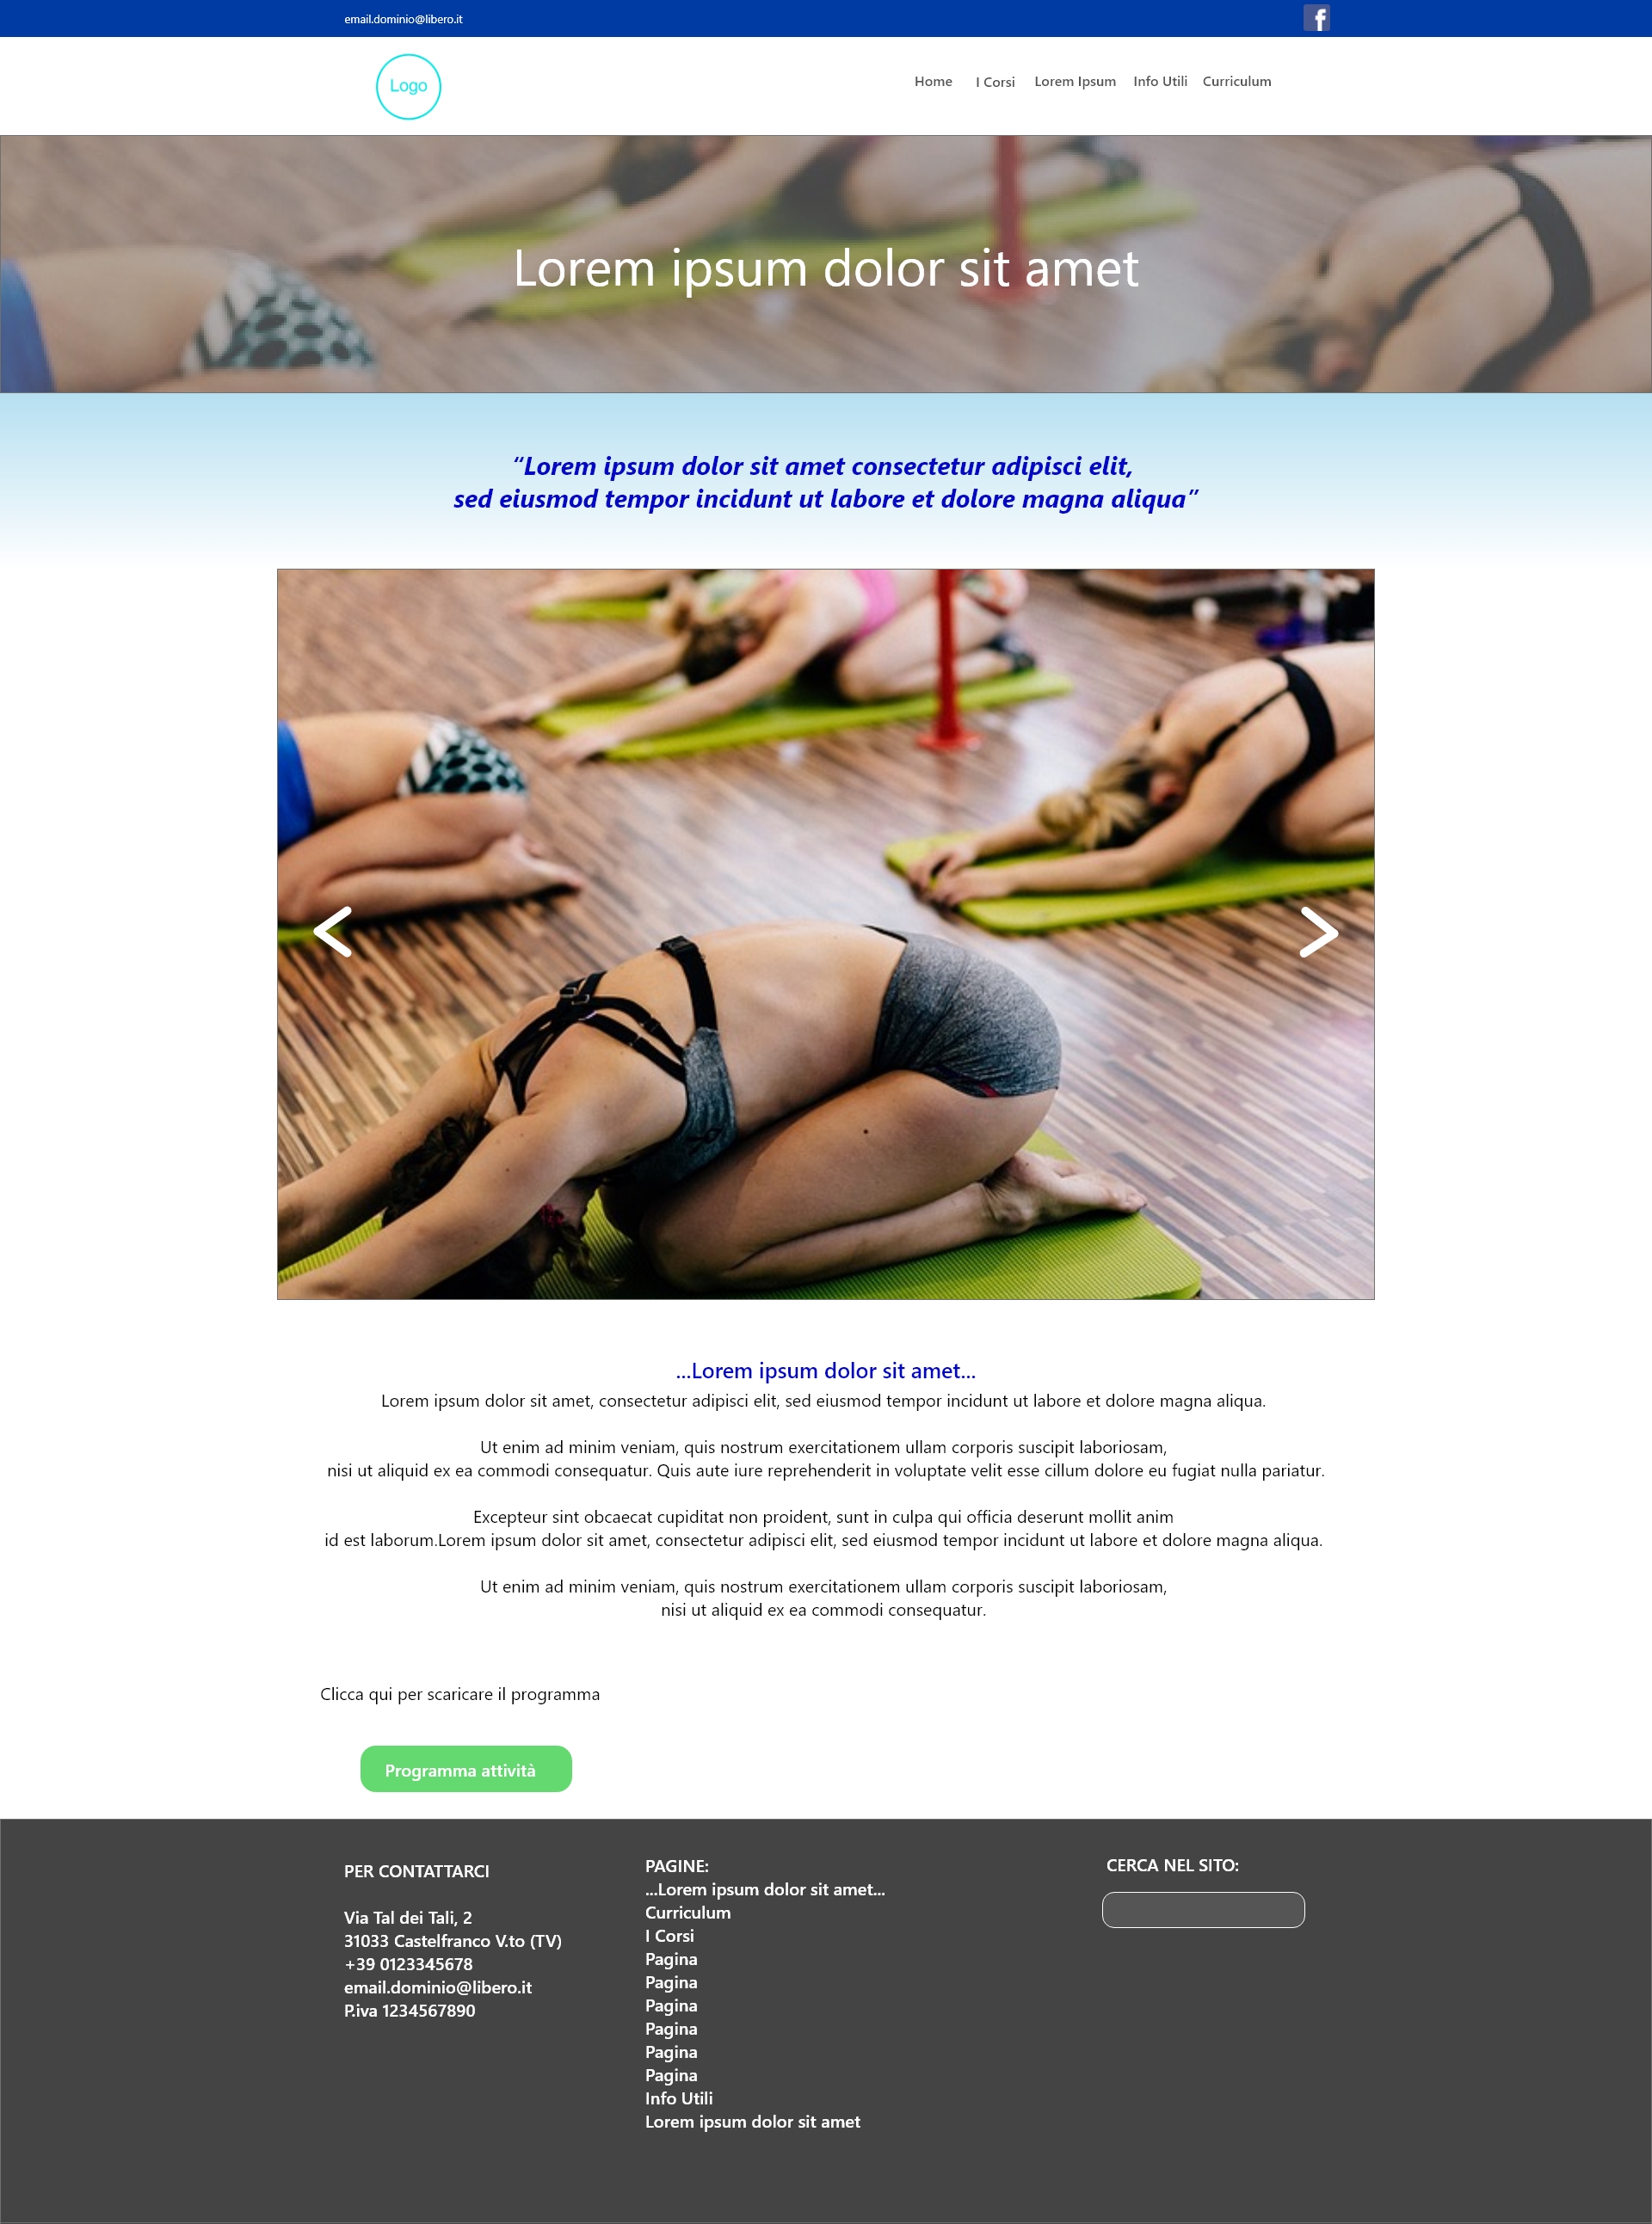 email.dominio@libero.it
f
Logo
Home I Corsi Lorem Ipsum Info Utili Curriculum
Lorem ipsum dolor sit amet
“Lorem ipsum dolor sit amet consectetur adipisci elit,
sed eiusmod tempor incidunt ut labore et dolore magna aliqua”
...Lorem ipsum dolor sit amet...
Lorem ipsum dolor sit amet, consectetur adipisci elit, sed eiusmod tempor incidunt ut labore et dolore magna aliqua.
Ut enim ad minim veniam, quis nostrum exercitationem ullam corporis suscipit laboriosam,
nisi ut aliquid ex ea commodi consequatur. Quis aute iure reprehenderit in voluptate velit esse cillum dolore eu fugiat nulla pariatur.
Excepteur sint obcaecat cupiditat non proident, sunt in culpa qui officia deserunt mollit anim
id est laborum.Lorem ipsum dolor sit amet, consectetur adipisci elit, sed eiusmod tempor incidunt ut labore et dolore magna aliqua.
Ut enim ad minim veniam, quis nostrum exercitationem ullam corporis suscipit laboriosam,
nisi ut aliquid ex ea commodi consequatur.
Clicca qui per scaricare il programma
Programma attività
PER CONTATTARCI
Via Tal dei Tali, 2
31033 Castelfranco V.to (TV)
+39 0123345678
email.dominio@libero.it
P.iva 1234567890
PAGINE:
...Lorem ipsum dolor sit amet...
Curriculum
I Corsi
Pagina
Pagina
Pagina
Pagina
Pagina
Pagina
Info Utili
Lorem ipsum dolor sit amet
CERCA NEL SITO: